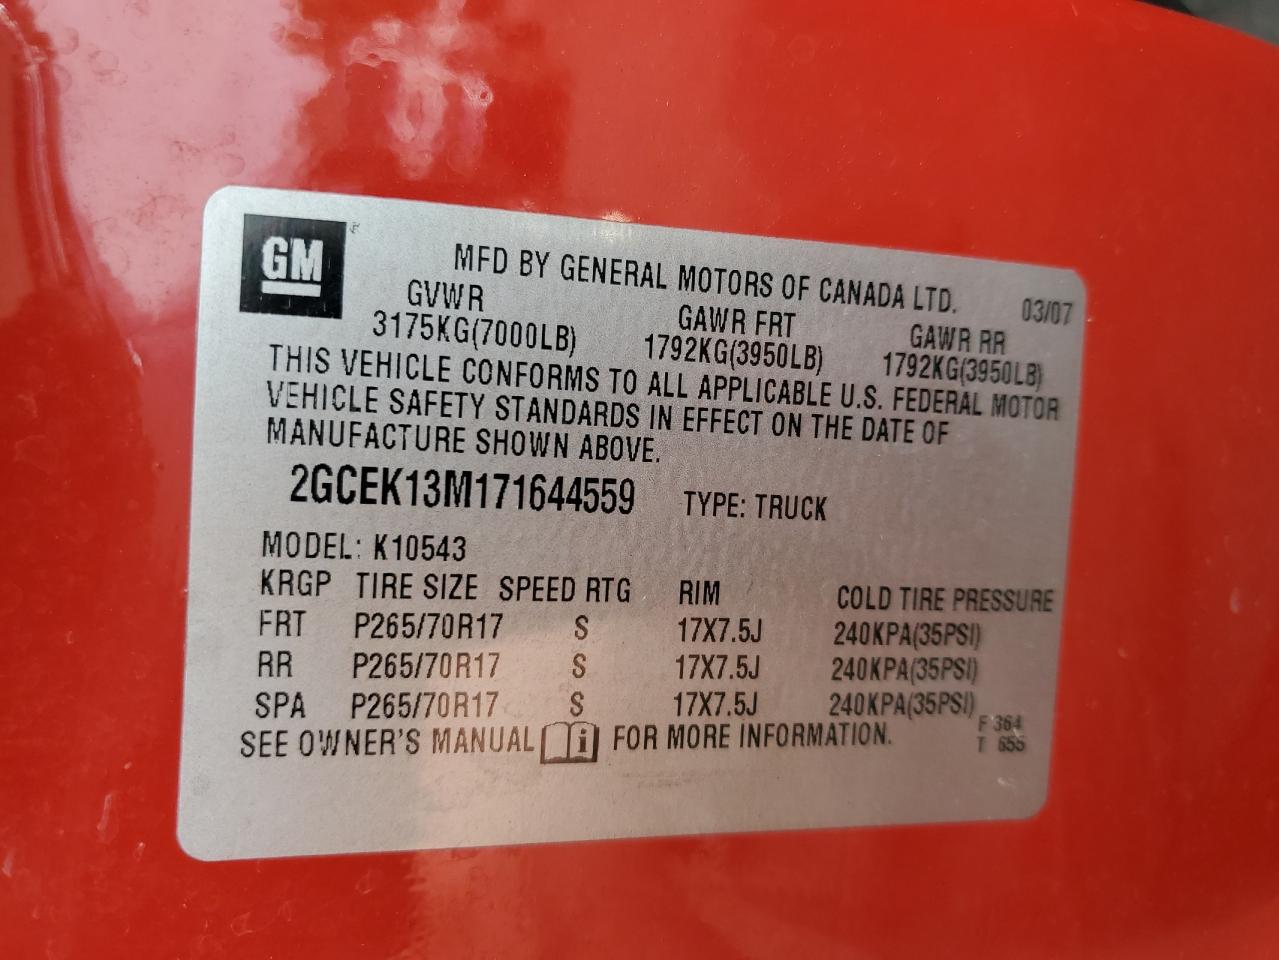 GM
MFD BY GENERAL MOTORS OF CANADA LTD. 03/07
GVWR GAWR FRT GAWR RR
3175KG(7000LB) 1792KG(3950LB) 1792KG(3950LB)
THIS VEHICLE CONFORMS TO ALL APPLICABLE U.S. FEDERAL MOTOR
VEHICLE SAFETY STANDARDS IN EFFECT ON THE DATE OF
MANUFACTURE SHOWN ABOVE.
2GCEK13M171644559 TYPE: TRUCK
MODEL: K10543
KRGP TIRE SIZE SPEED RTG RIM COLD TIRE PRESSURE
FRT P265/70R17 S 17X7.5J 240KPA(35PSI)
RR P265/70R17 S 17X7.5J 240KPA(35PSI)
SPA P265/70R17 S 17X7.5J 240KPA(35PSI)
SEE OWNER'S MANUAL i FOR MORE INFORMATION.
F 364
T 655